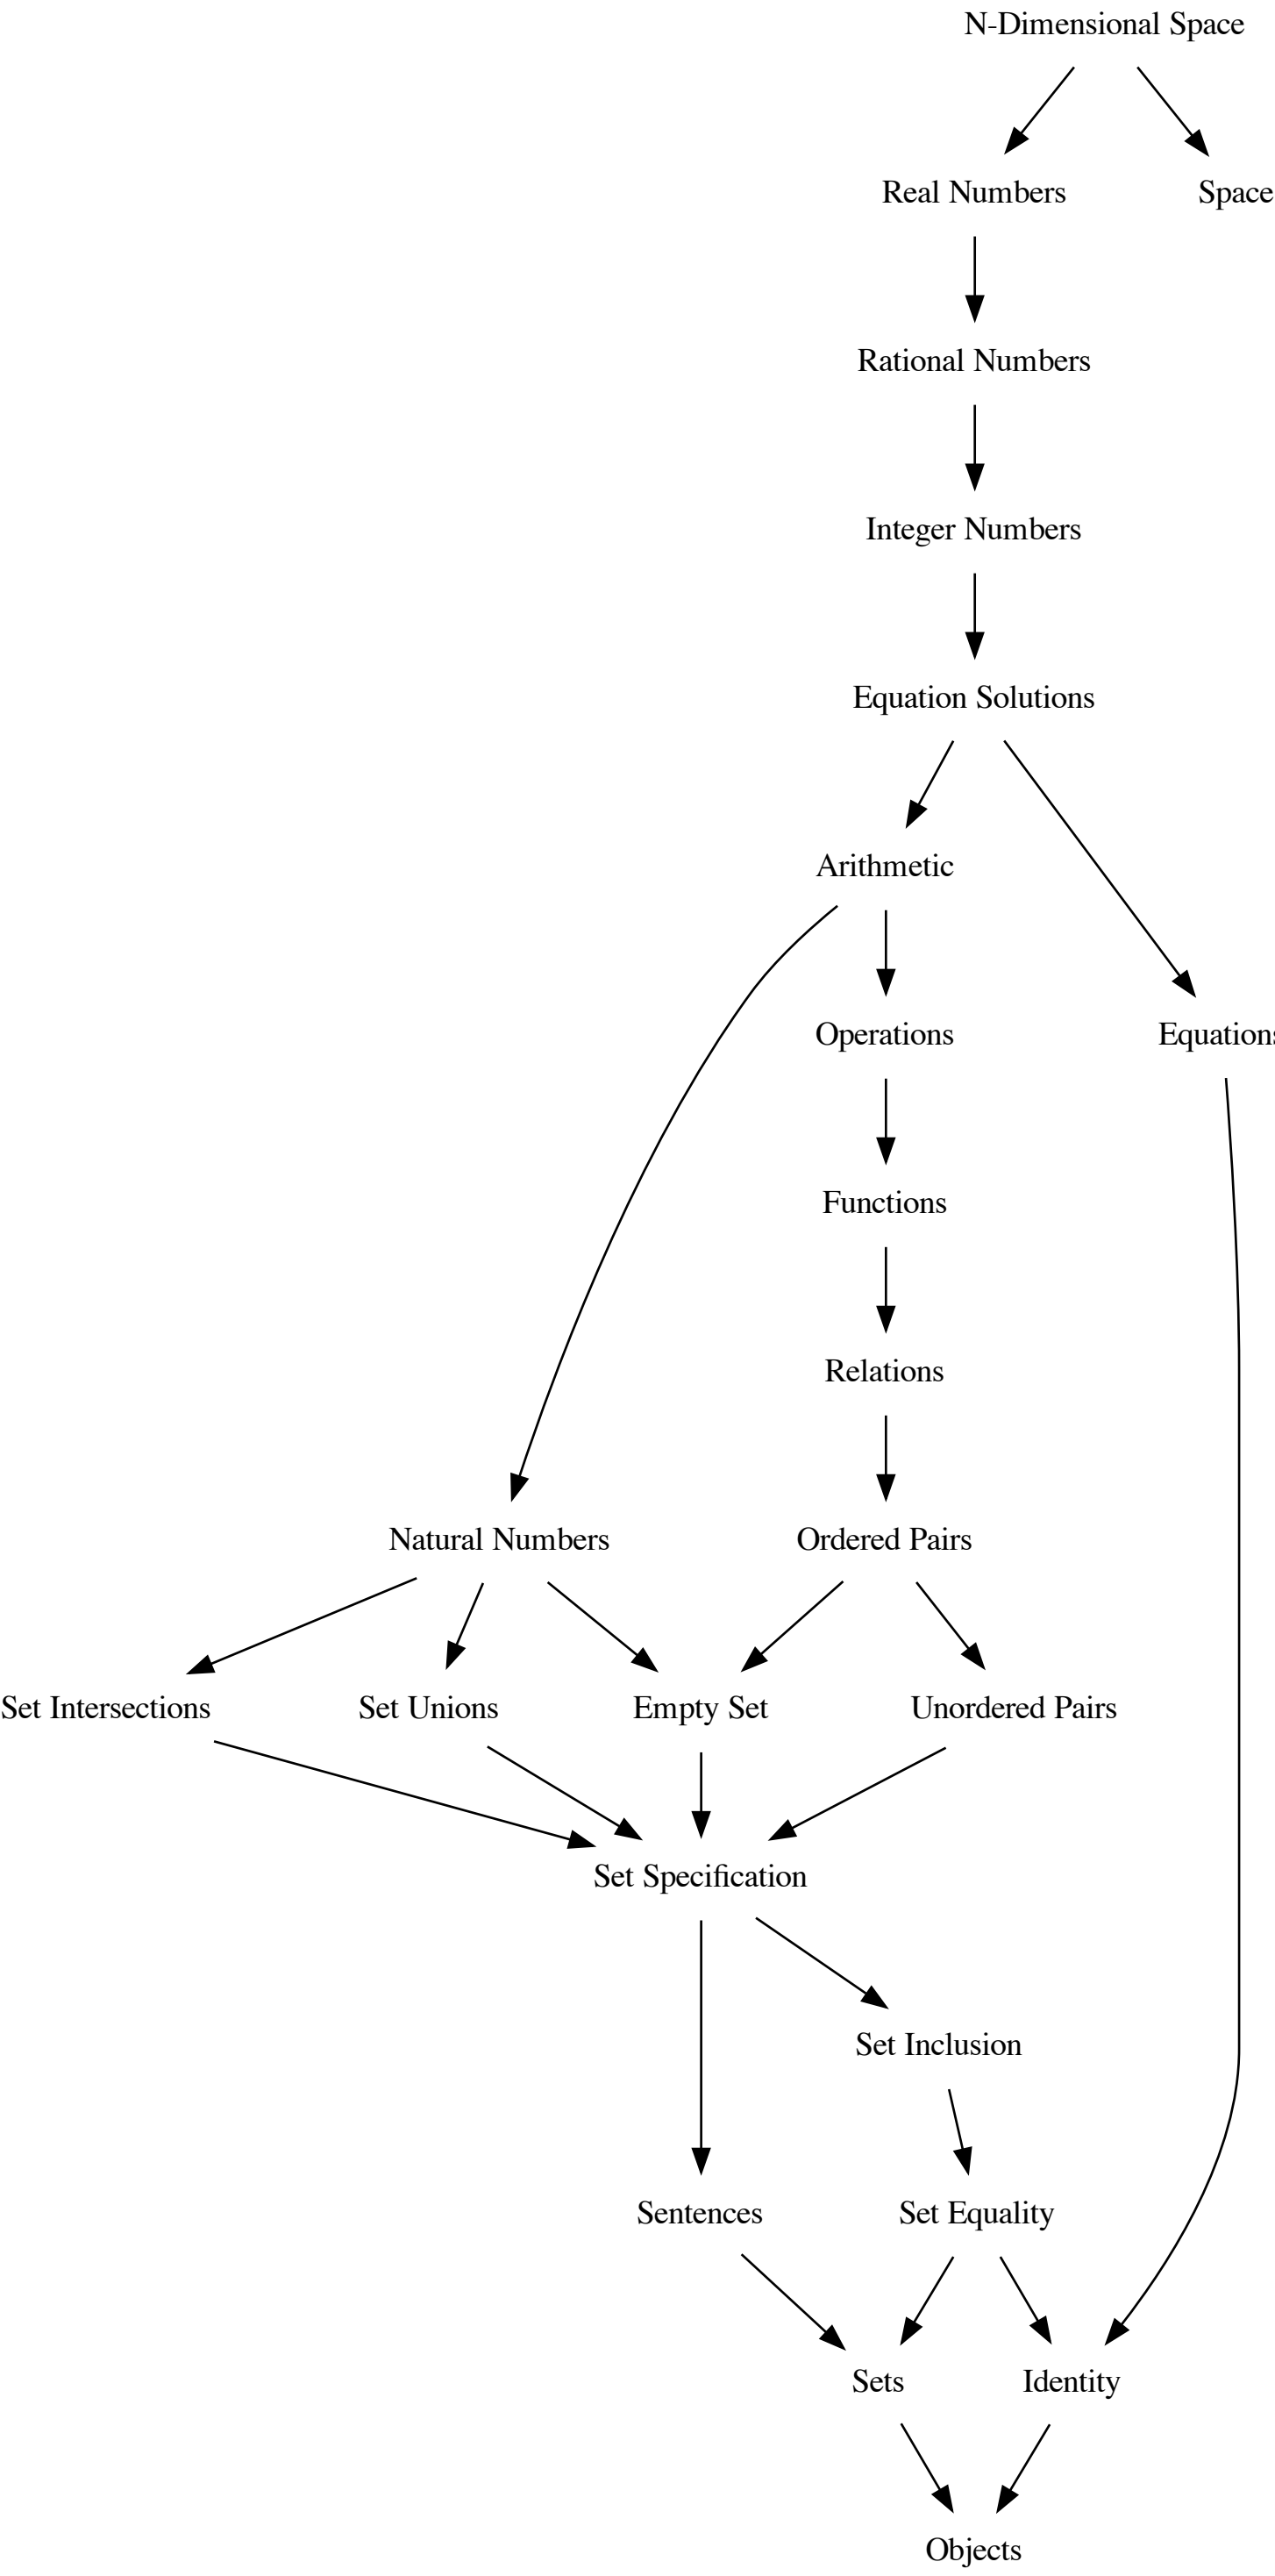 N-Dimensional Space
Real Numbers
Space
Rational Numbers
Integer Numbers
Equation Solutions
Arithmetic
Operations
Equations
Functions
Relations
Natural Numbers
Ordered Pairs
Set Intersections
Set Unions
Empty Set
Unordered Pairs
Set Specification
Set Inclusion
Sentences
Set Equality
Sets
Identity
Objects